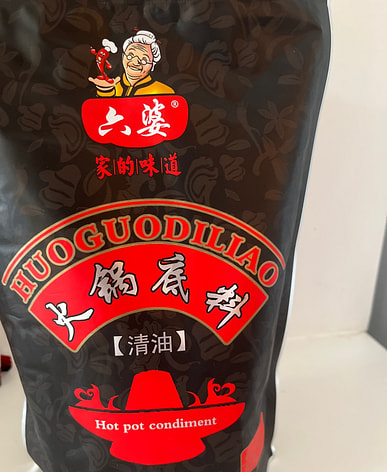 六婆®
家的味道
HUOGUODILIAO
火锅底料
【清油】
Hot pot condiment